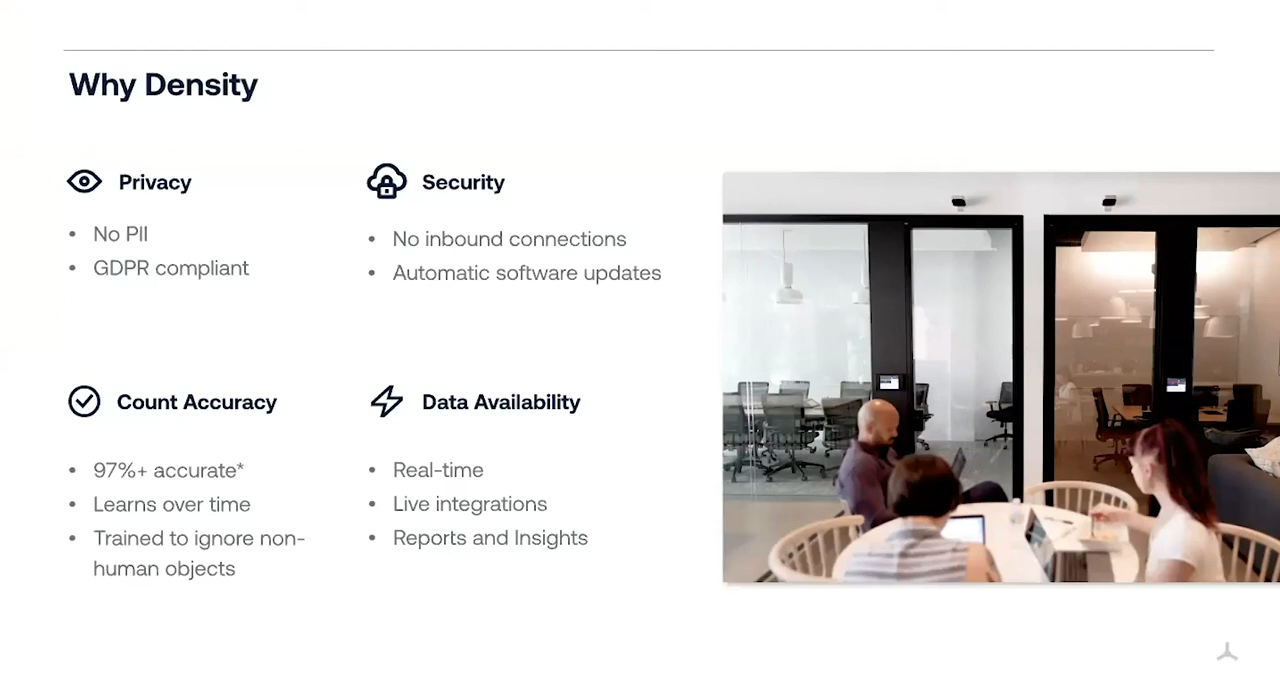 Why Density
Privacy
• No PII
• GDPR compliant
Security
• No inbound connections
• Automatic software updates
Count Accuracy
• 97%+ accurate*
• Learns over time
• Trained to ignore non-
human objects
Data Availability
• Real-time
• Live integrations
• Reports and Insights